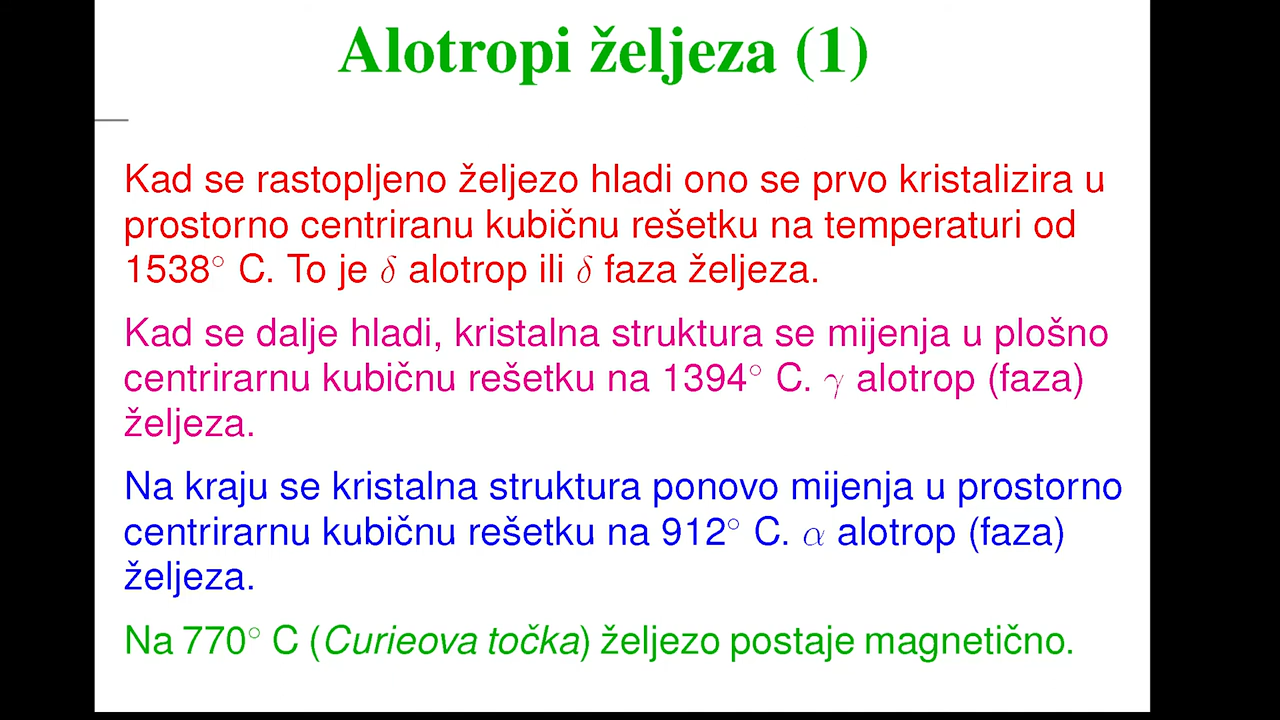 Alotropi željeza (1)
Kad se rastopljeno željezo hladi ono se prvo kristalizira u
prostorno centriranu kubičnu rešetku na temperaturi od
1538° C. To je δ alotrop ili δ faza željeza.
Kad se dalje hladi, kristalna struktura se mijenja u plošno
centrirarnu kubičnu rešetku na 1394° C. γ alotrop (faza)
željeza.
Na kraju se kristalna struktura ponovo mijenja u prostorno
centrirarnu kubičnu rešetku na 912° C. α alotrop (faza)
željeza.
Na 770° C (Curieova točka) željezo postaje magnetično.